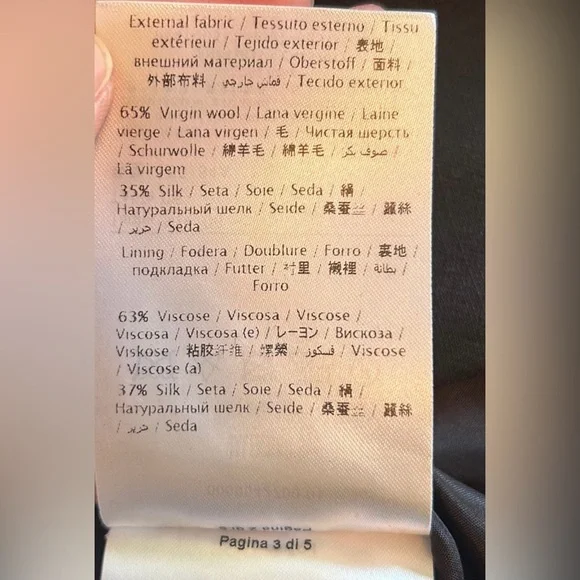 External fabric / Tessuto esterno / Tissu
extérieur / Tejido exterior / 表地 /
внешний материал / Oberstoff / 面料 /
外部布料 / قماش خارجي / Tecido exterior
65% Virgin wool / Lana vergine / Laine
vierge / Lana virgen / 毛 / Чистая шерсть
/ Schurwolle / 綿羊毛 / 綿羊毛 / صوف بكر /
Lã virgem
35% Silk / Seta / Soie / Seda / 絹 /
Натуральный шелк / Seide / 桑蚕丝 / 蠶絲
/ حرير / Seda
Lining / Fodera / Doublure / Forro / 裏地 /
подкладка / Futter / 衬里 / 襯裡 / بطانة /
Forro
63% Viscose / Viscosa / Viscose /
Viscosa / Viscosa (e) / レーヨン / Вискоза /
Viskose / 粘胶纤维 / 嫘縈 / فسكوز / Viscose
/ Viscose (a)
37% Silk / Seta / Soie / Seda / 絹 /
Натуральный шелк / Seide / 桑蚕丝 / 蠶絲
/ حرير / Seda
Pagina 3 di 5